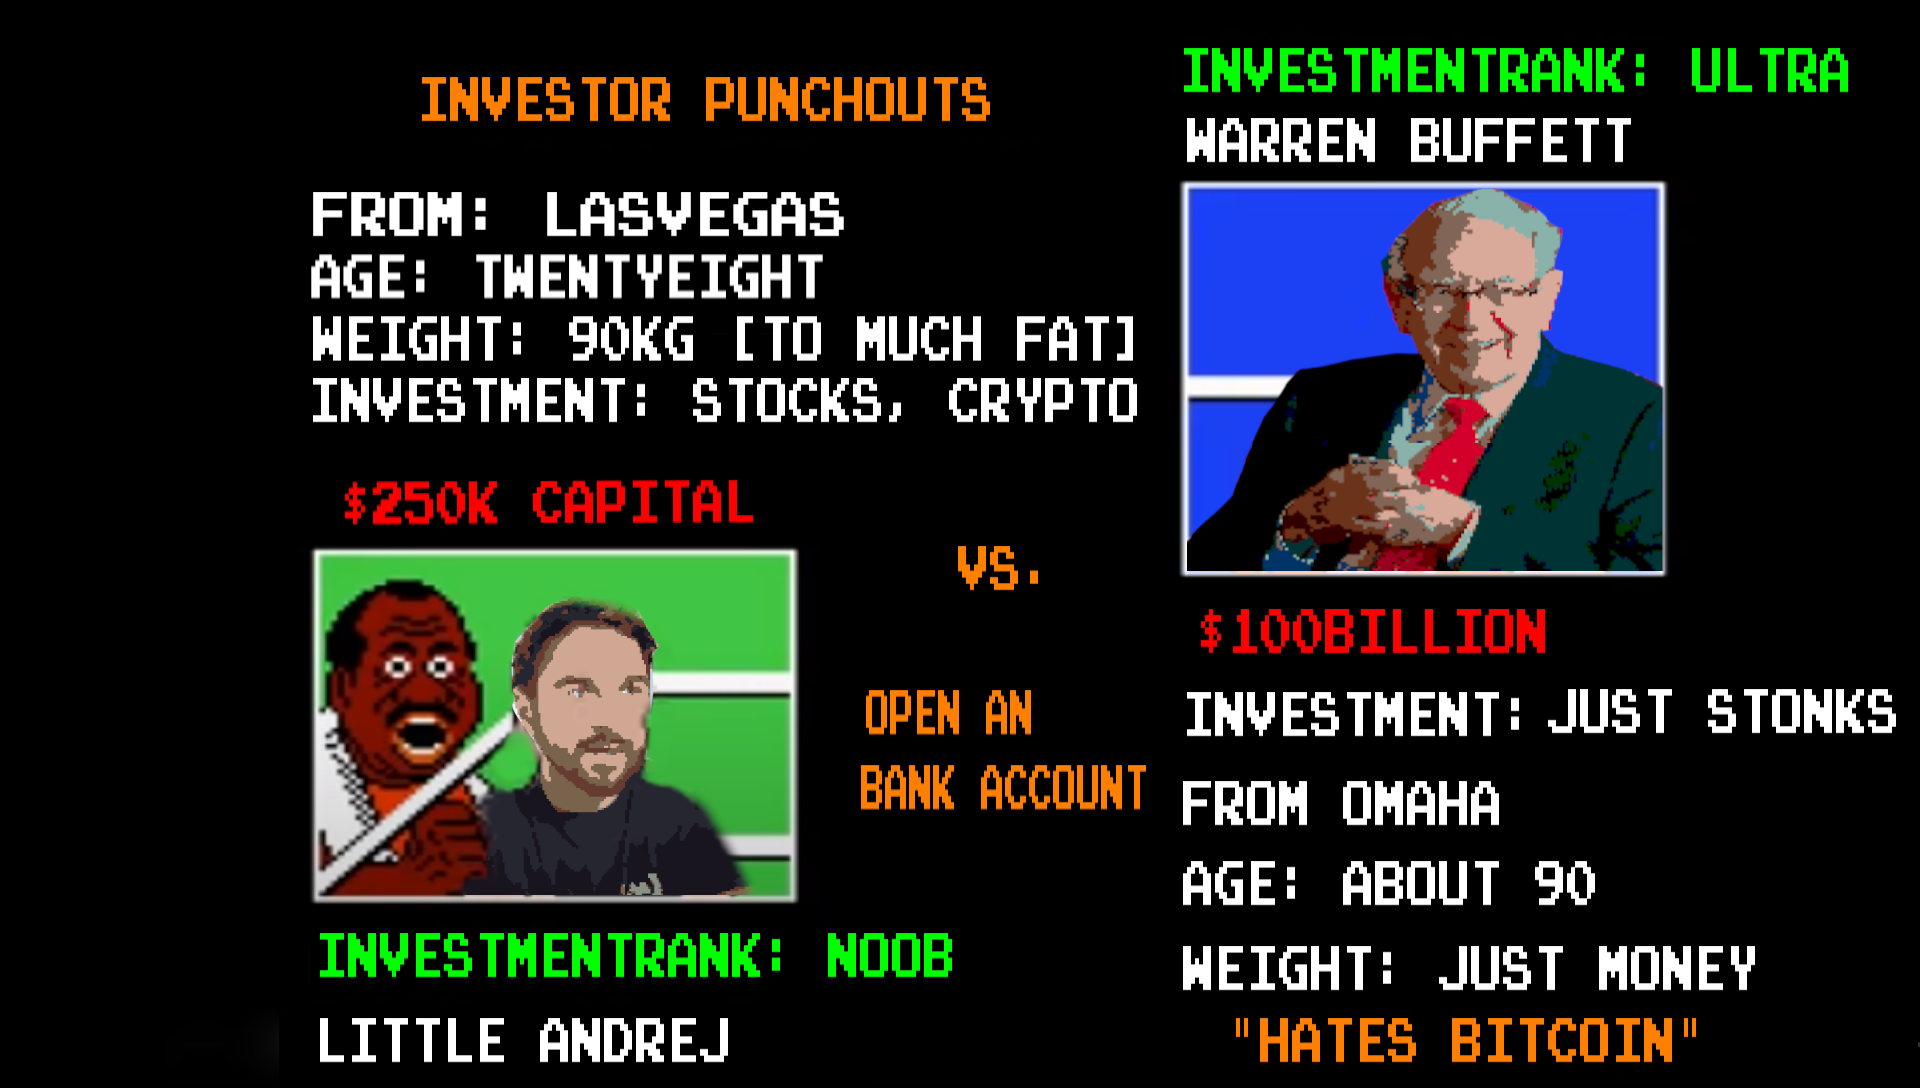 INVESTOR PUNCHOUTS
FROM: LASVEGAS
AGE: TWENTYEIGHT
WEIGHT: 90KG [TO MUCH FAT]
INVESTMENT: STOCKS, CRYPTO
$250K CAPITAL
INVESTMENTRANK: NOOB
LITTLE ANDREJ
VS.
OPEN AN
BANK ACCOUNT
INVESTMENTRANK: ULTRA
WARREN BUFFETT
$100BILLION
INVESTMENT: JUST STONKS
FROM OMAHA
AGE: ABOUT 90
WEIGHT: JUST MONEY
"HATES BITCOIN"